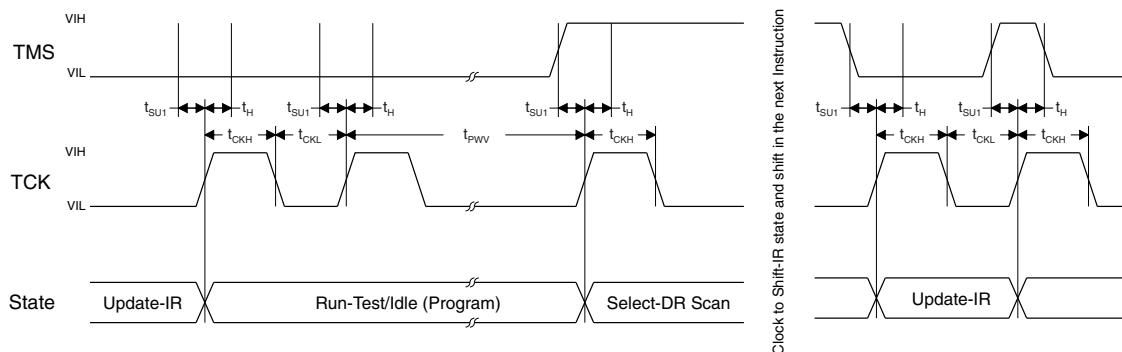 VIH
TMS
VIL
tSU1 tH tSU1 tH tSU1 tH tSU1 tH tSU1 tH
tCKH tCKL tPWV tCKH tCKH tCKL tCKH
VIH
TCK
VIL
State Update-IR Run-Test/Idle (Program) Select-DR Scan Update-IR
Clock to Shift-IR state and shift in the next Instruction